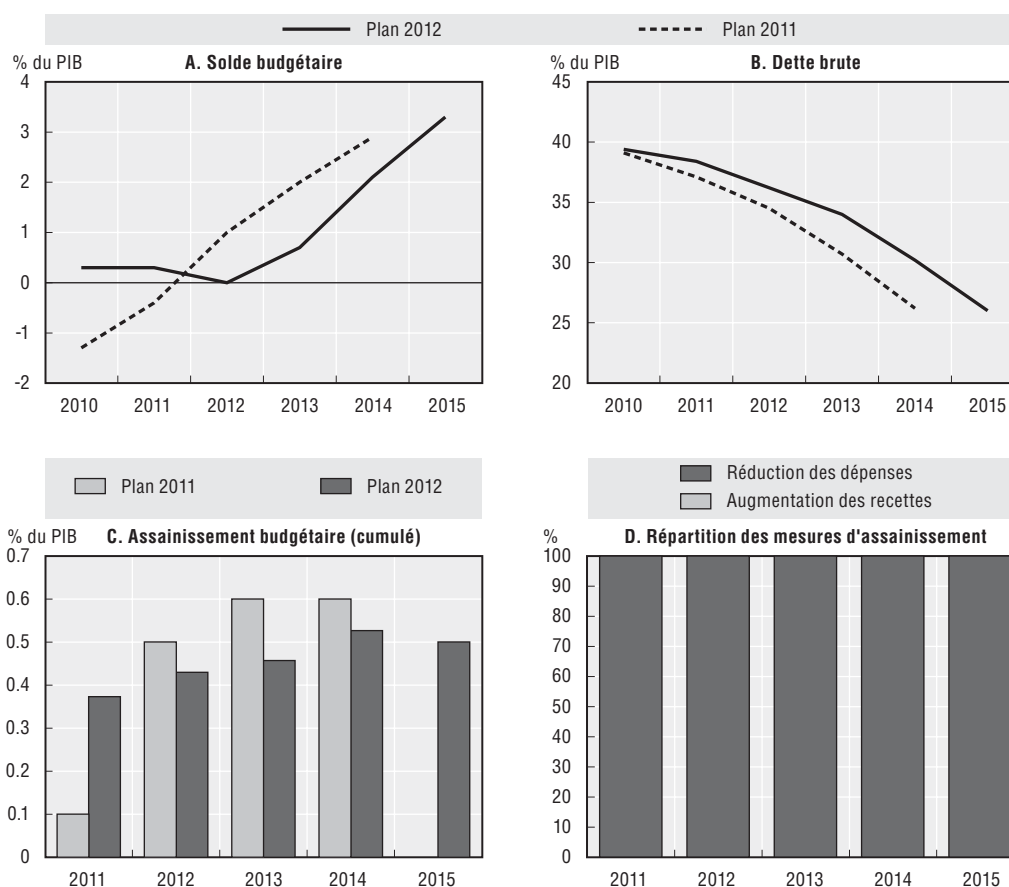 Plan 2012 Plan 2011
% du PIB A. Solde budgétaire
4
3
2
1
0
-1
-2
2010 2011 2012 2013 2014 2015
% du PIB B. Dette brute
45
40
35
30
25
20
2010 2011 2012 2013 2014 2015
Plan 2011 Plan 2012
% du PIB C. Assainissement budgétaire (cumulé)
0.7
0.6
0.5
0.4
0.3
0.2
0.1
0
2011 2012 2013 2014 2015
Réduction des dépenses
Augmentation des recettes
% D. Répartition des mesures d'assainissement
100
90
80
70
60
50
40
30
20
10
0
2011 2012 2013 2014 2015